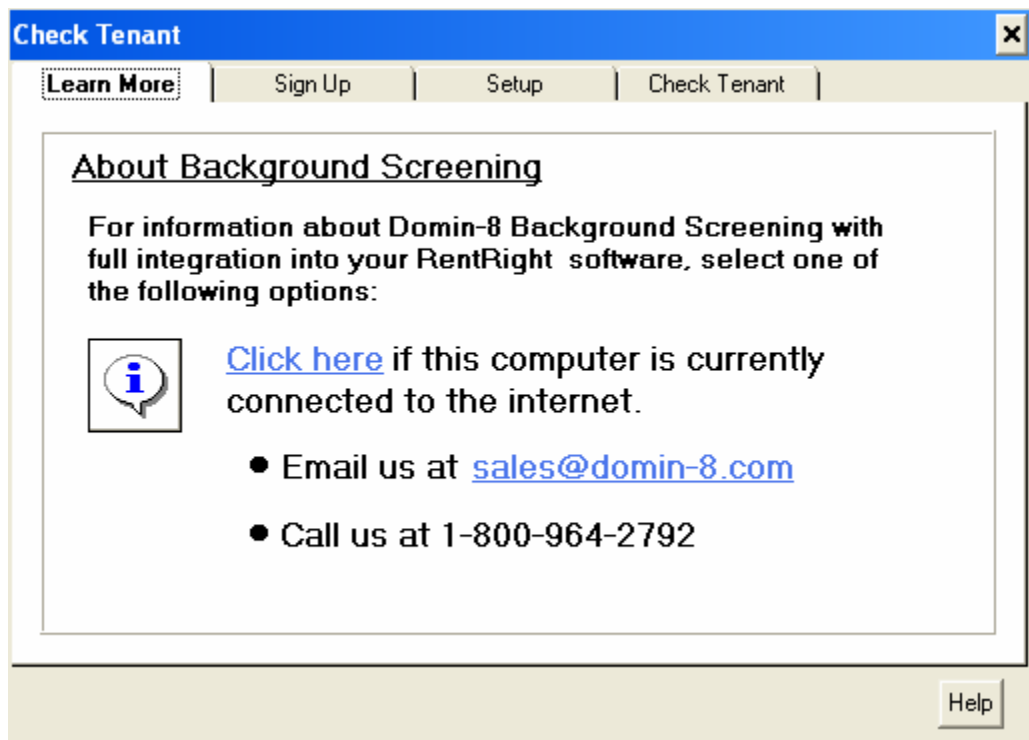 Check Tenant
Learn More
Sign Up
Setup
Check Tenant
About Background Screening
For information about Domin-8 Background Screening with
full integration into your RentRight software, select one of
the following options:
Click here if this computer is currently
connected to the internet.
● Email us at sales@domin-8.com
● Call us at 1-800-964-2792
Help